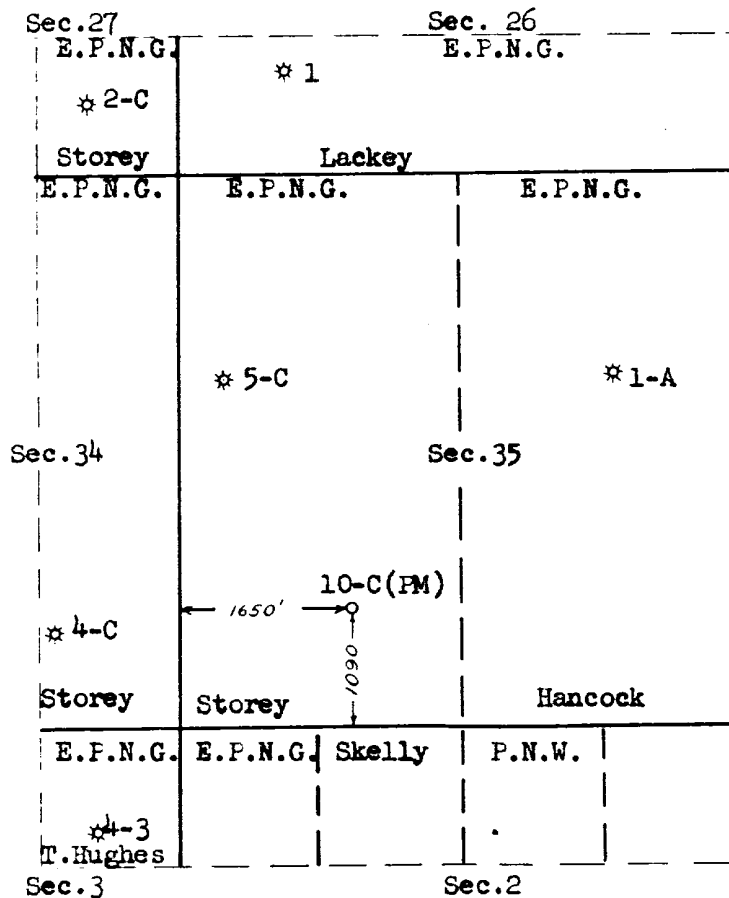 Sec.27
Sec. 26
E.P.N.G.
E.P.N.G.
1
2-C
Storey
Lackey
E.P.N.G.
E.P.N.G.
E.P.N.G.
5-C
1-A
Sec.34
Sec.35
10-C(PM)
1650'
4-C
1090
Storey
Storey
Hancock
E.P.N.G.
E.P.N.G.
Skelly
P.N.W.
4-3
T.Hughes
Sec.3
Sec.2